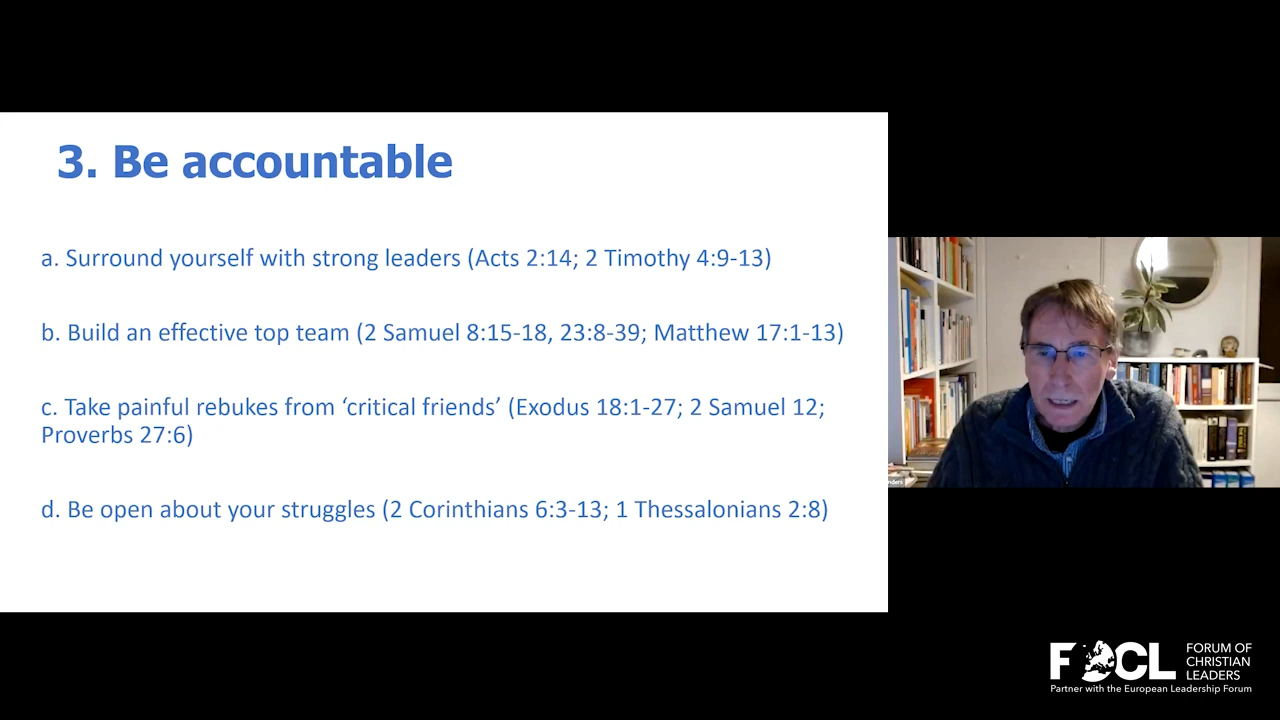 3. Be accountable
a. Surround yourself with strong leaders (Acts 2:14; 2 Timothy 4:9-13)
b. Build an effective top team (2 Samuel 8:15-18, 23:8-39; Matthew 17:1-13)
c. Take painful rebukes from ‘critical friends’ (Exodus 18:1-27; 2 Samuel 12;
Proverbs 27:6)
d. Be open about your struggles (2 Corinthians 6:3-13; 1 Thessalonians 2:8)
FOCL
FORUM OF
CHRISTIAN
LEADERS
Partner with the European Leadership Forum